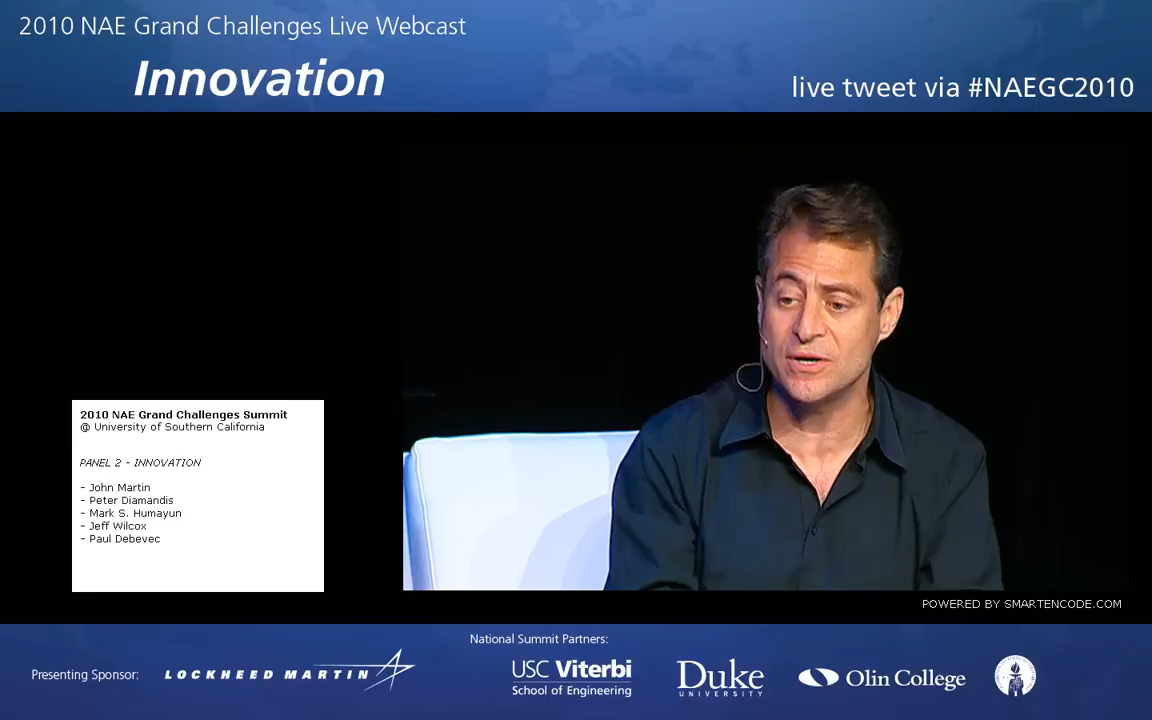 2010 NAE Grand Challenges Live Webcast
Innovation
live tweet via #NAEGC2010
2010 NAE Grand Challenges Summit
@ University of Southern California
PANEL 2 - INNOVATION
- John Martin
- Peter Diamandis
- Mark S. Humayun
- Jeff Wilcox
- Paul Debevec
POWERED BY SMARTENCODE.COM
National Summit Partners:
Presenting Sponsor:
LOCKHEED MARTIN
USC Viterbi
School of Engineering
Duke
UNIVERSITY
Olin College